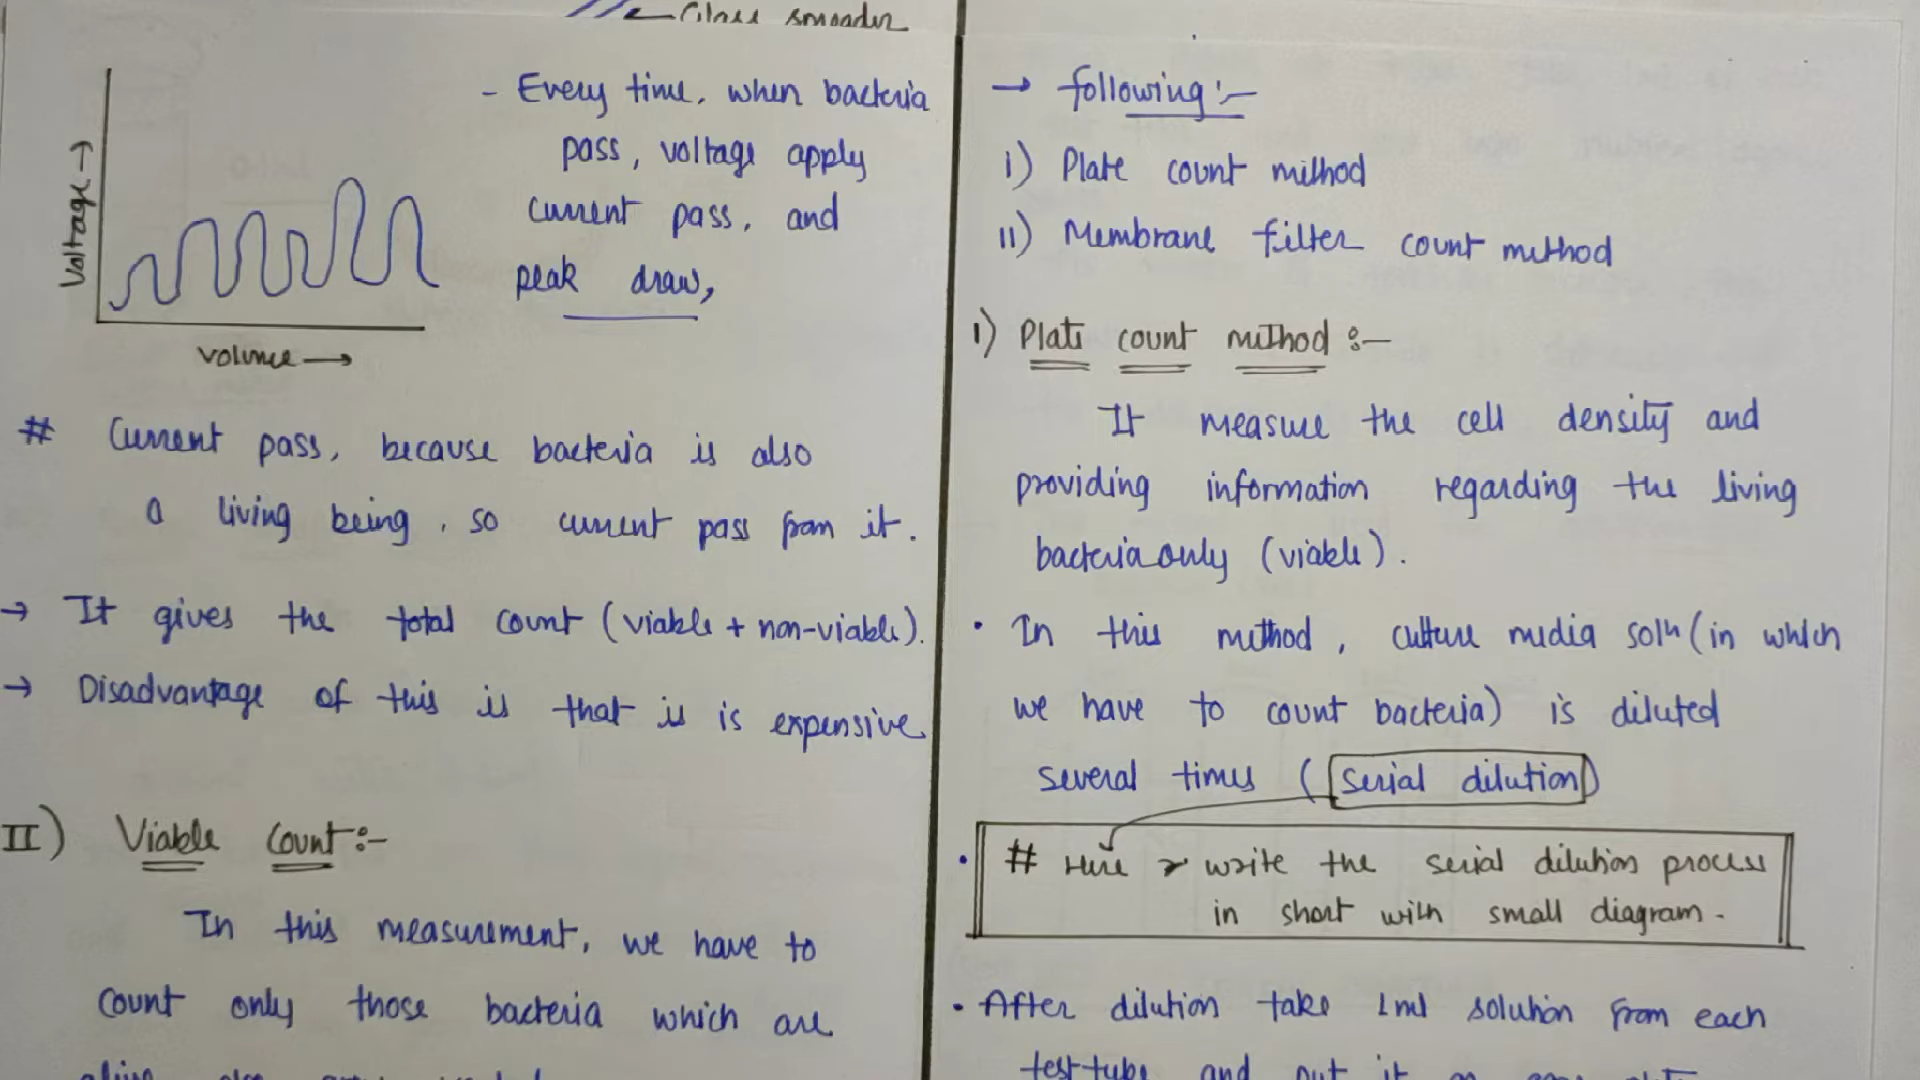 Glass spreader
Voltage →
volume →
- Every time, when bacteria
pass, voltage apply
current pass, and
peak draw,
# Current pass, because bacteria is also
a living being, so current pass from it.
→ It gives the total count (viable + non-viable).
→ Disadvantage of this is that is is expensive
II) Viable Count:-
In this measurement, we have to
count only those bacteria which are
→ following:-
i) Plate count method
ii) Membrane filter count method
i) Plate count method:-
It measure the cell density and
providing information regarding the living
bacteria only (viable).
• In this method, culture media soln (in which
we have to count bacteria) is diluted
several times (serial dilution)
• # Here write the serial dilution process
in short with small diagram -
• After dilution take 1ml solution from each
test tube and put it on